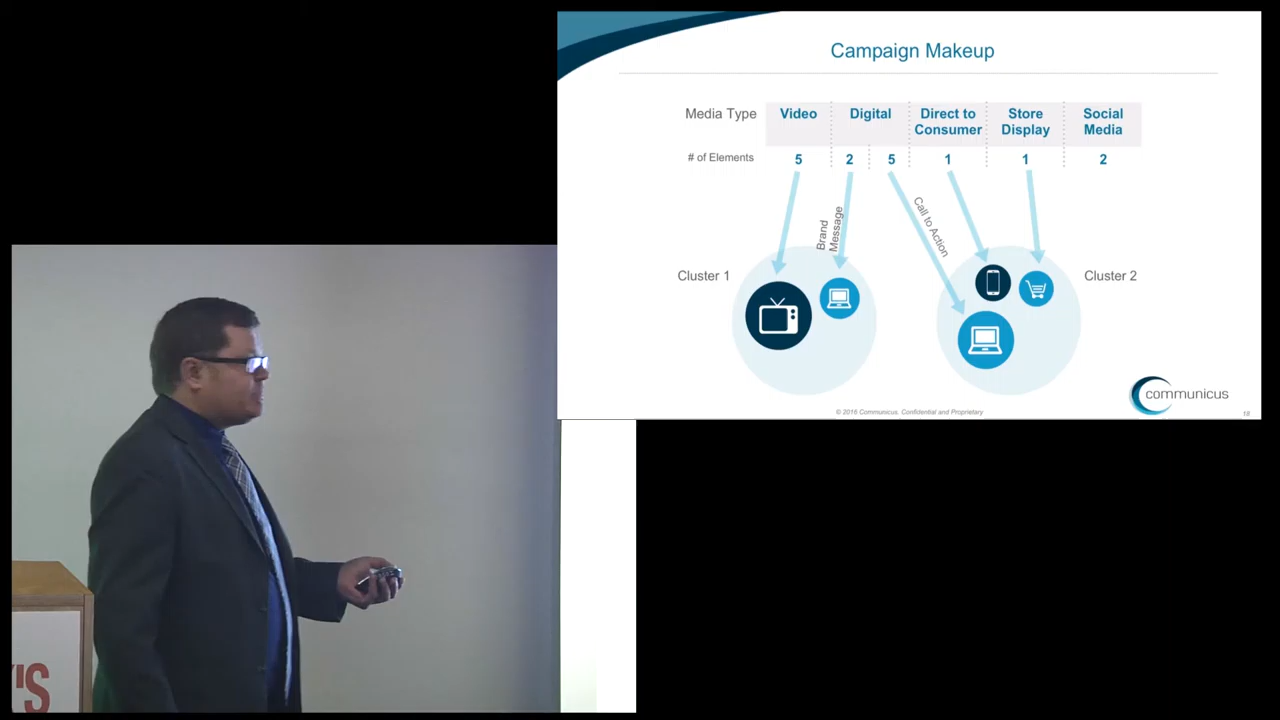 Campaign Makeup
Media Type
Video
Digital
Direct to
Consumer
Store
Display
Social
Media
# of Elements
5
2
5
1
1
2
Brand
Message
Call to Action
Cluster 1
Cluster 2
communicus
© 2016 Communicus. Confidential and Proprietary
18
'S